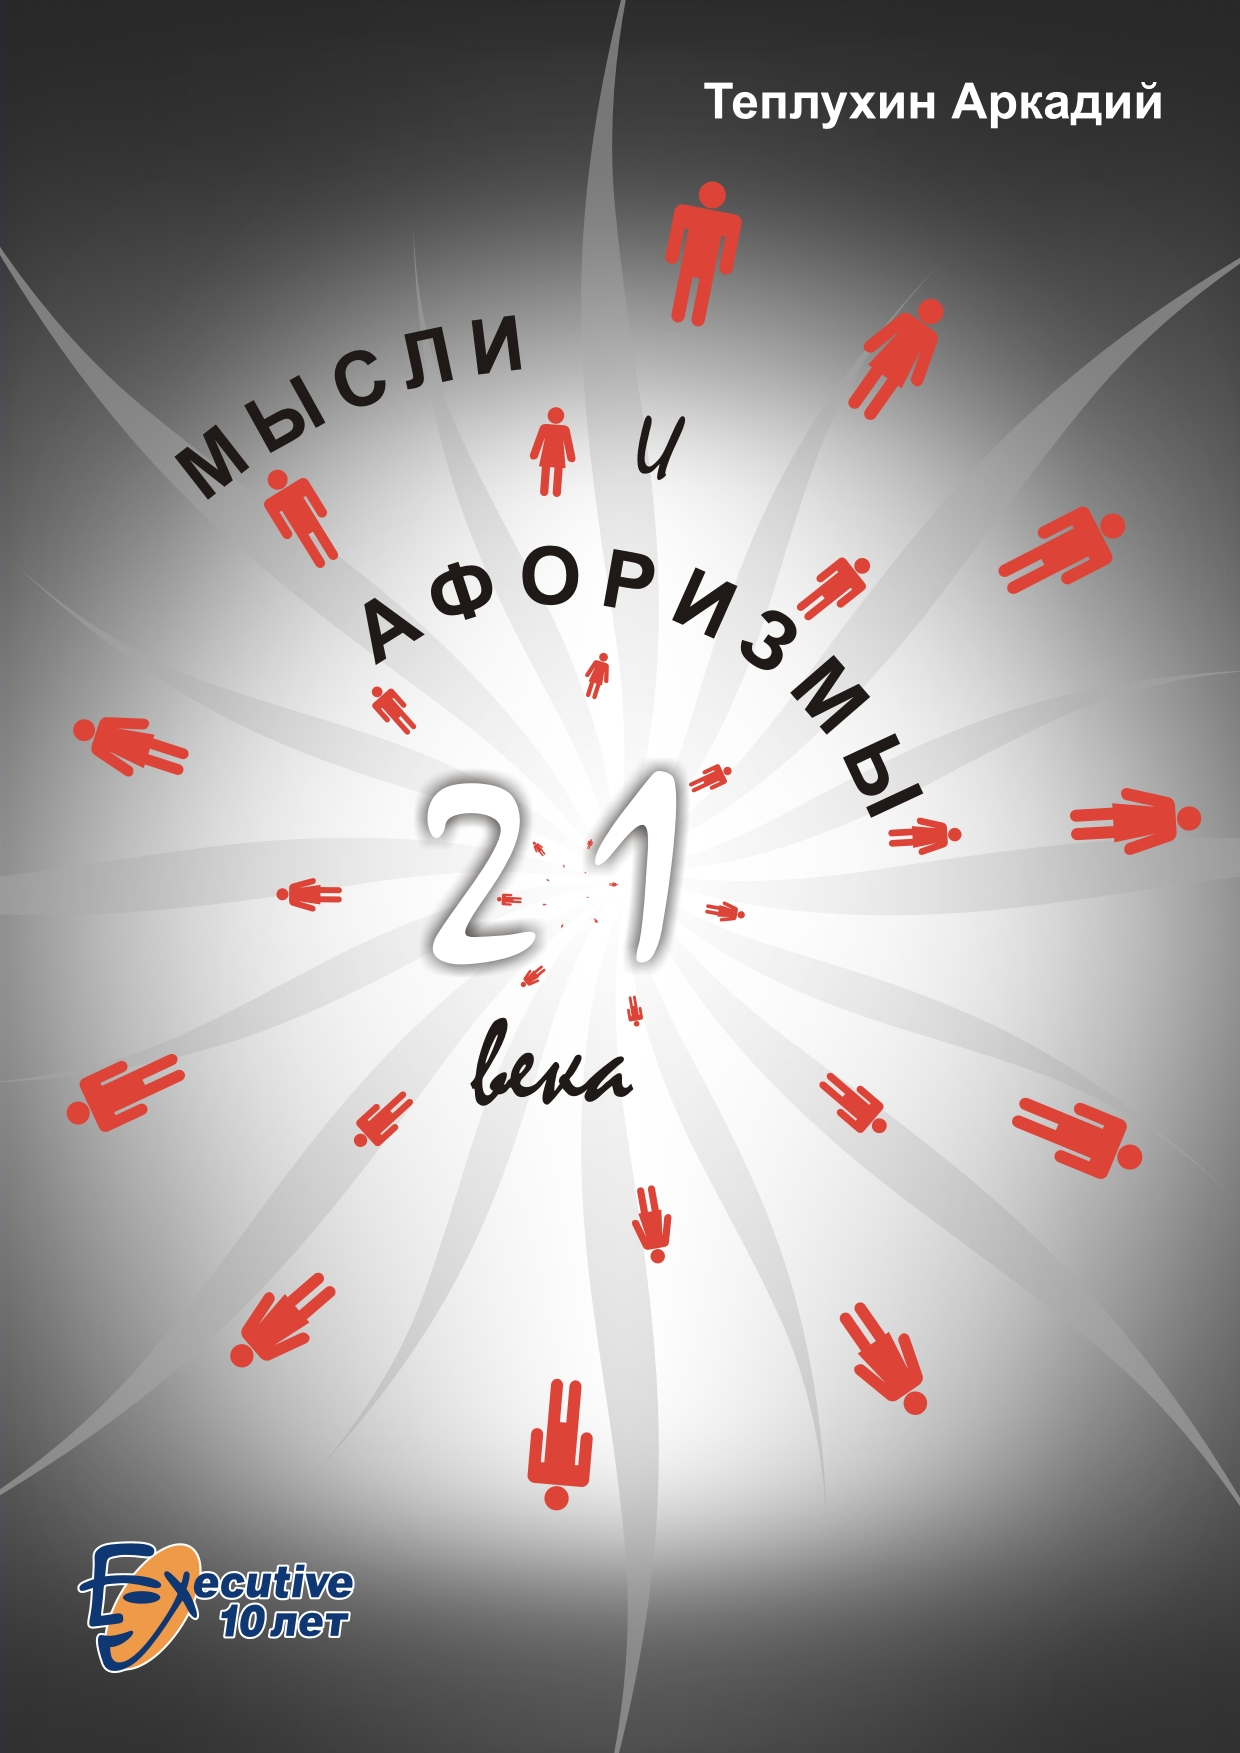 Теплухин Аркадий
МЫСЛИ
и
АФОРИЗМЫ
21
века
Executive
10 лет